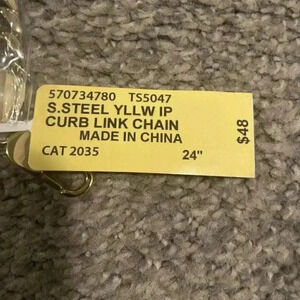 570734780 TS5047
S.STEEL YLLW IP
CURB LINK CHAIN
MADE IN CHINA
CAT 2035 24"
$48